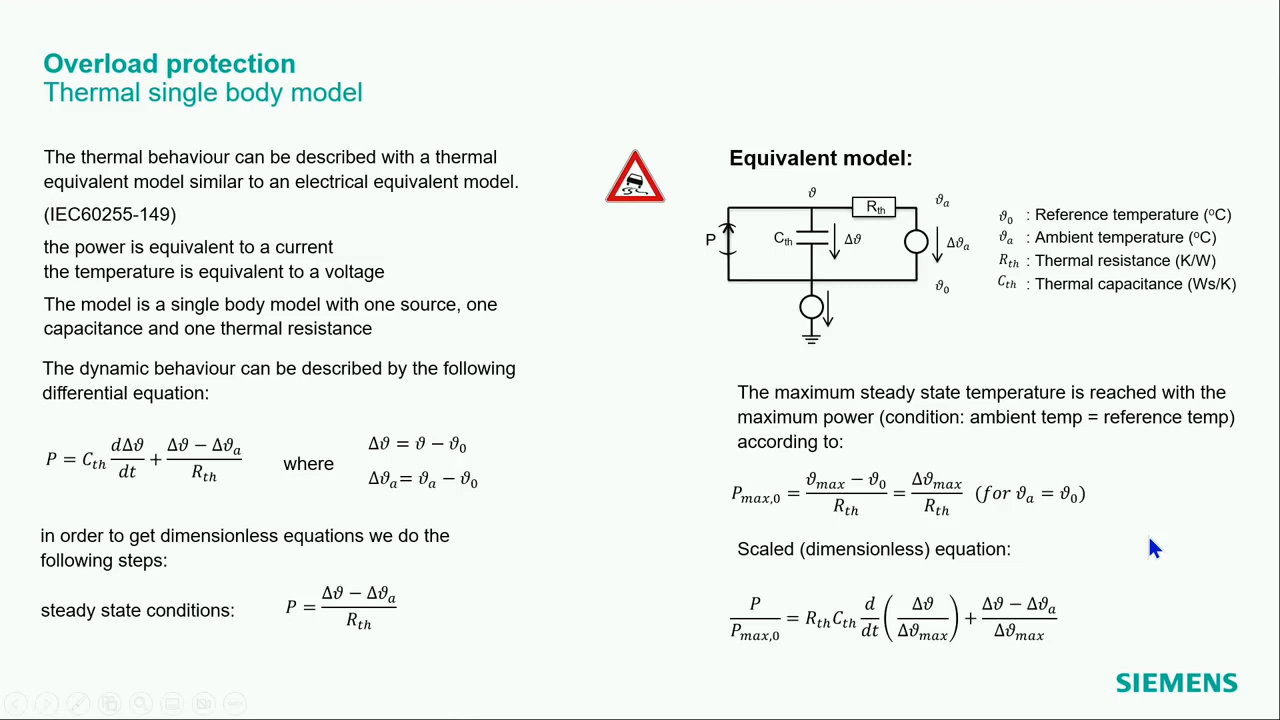 Overload protection
Thermal single body model
The thermal behaviour can be described with a thermal
equivalent model similar to an electrical equivalent model.
(IEC60255-149)
the power is equivalent to a current
the temperature is equivalent to a voltage
The model is a single body model with one source, one
capacitance and one thermal resistance
The dynamic behaviour can be described by the following
differential equation:
P = C_th dΔϑ/dt + (Δϑ − Δϑ_a)/R_th where
Δϑ = ϑ − ϑ_0
Δϑ_a = ϑ_a − ϑ_0
in order to get dimensionless equations we do the
following steps:
steady state conditions: P = (Δϑ − Δϑ_a)/R_th
Equivalent model:
ϑ
R_th
ϑ_a
P
C_th
Δϑ
Δϑ_a
ϑ_0
ϑ_0 : Reference temperature (°C)
ϑ_a : Ambient temperature (°C)
R_th : Thermal resistance (K/W)
C_th : Thermal capacitance (Ws/K)
The maximum steady state temperature is reached with the
maximum power (condition: ambient temp = reference temp)
according to:
P_max,0 = (ϑ_max − ϑ_0)/R_th = Δϑ_max/R_th (for ϑ_a = ϑ_0)
Scaled (dimensionless) equation:
P/P_max,0 = R_th C_th d/dt (Δϑ/Δϑ_max) + (Δϑ − Δϑ_a)/Δϑ_max
SIEMENS